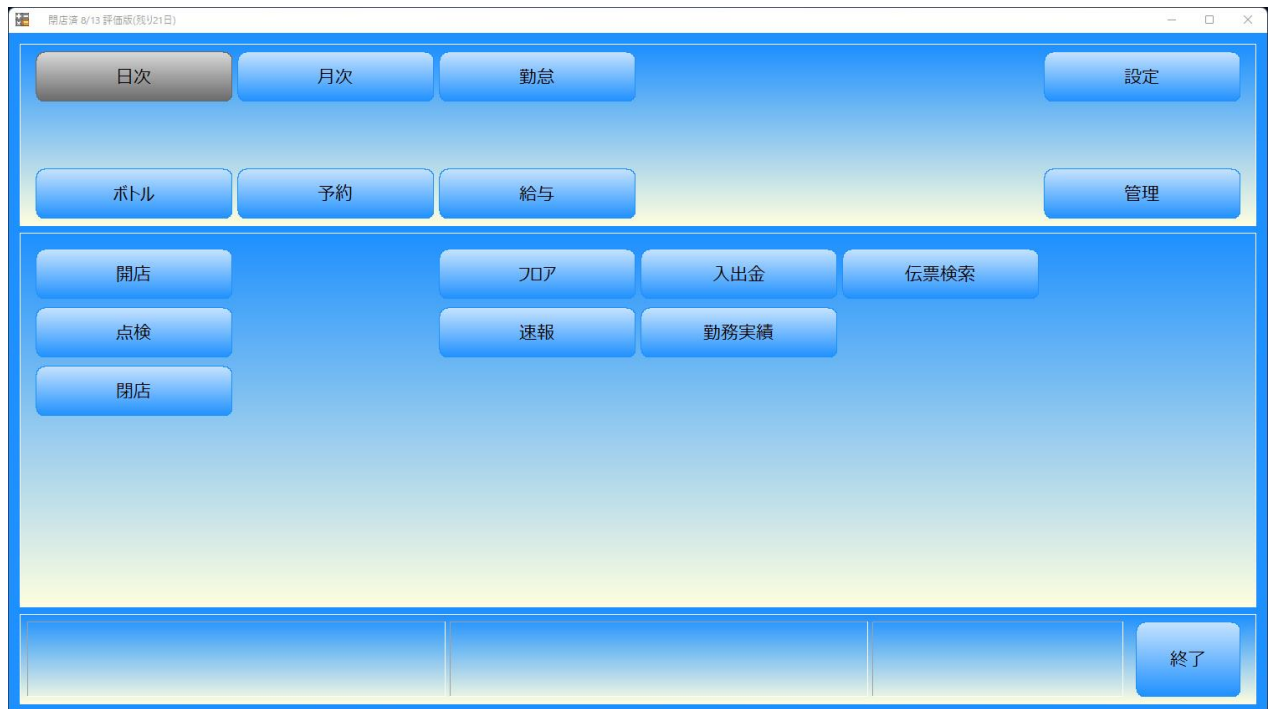 閉店済 8/13 評価版(残り21日)
日次 月次 勤怠 設定
ボトル 予約 給与 管理
開店 フロア 入出金 伝票検索
点検 速報 勤務実績
閉店
終了